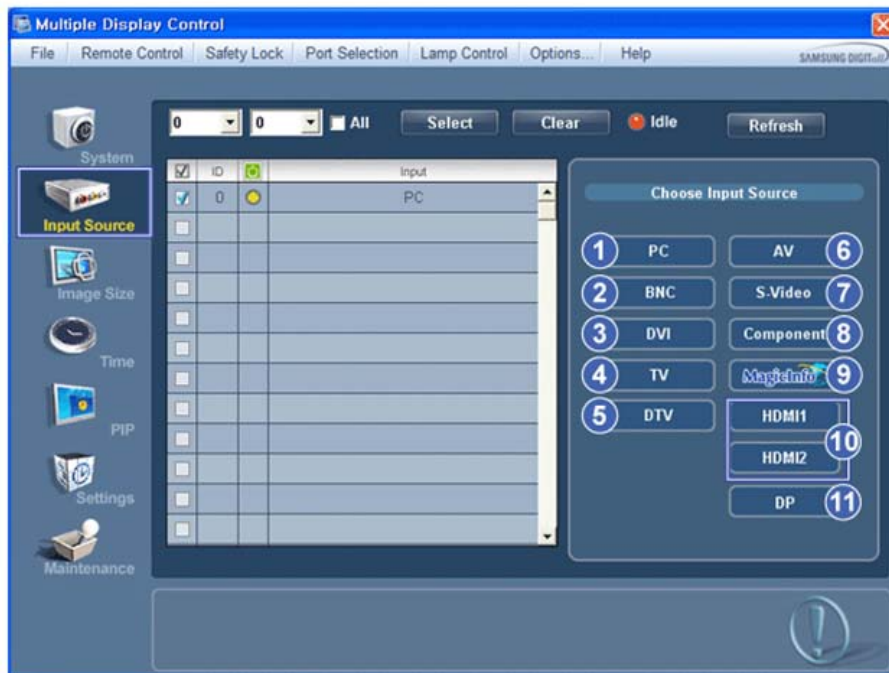 Multiple Display Control
File Remote Control Safety Lock Port Selection Lamp Control Options... Help SAMSUNG DIGITall
0 0 All Select Clear Idle Refresh
System
Input Source
Image Size
Time
PIP
Settings
Maintenance
ID Input
0 PC
Choose Input Source
1 PC AV 6
2 BNC S-Video 7
3 DVI Component 8
4 TV MagicInfo 9
5 DTV HDMI1
10
HDMI2
DP 11